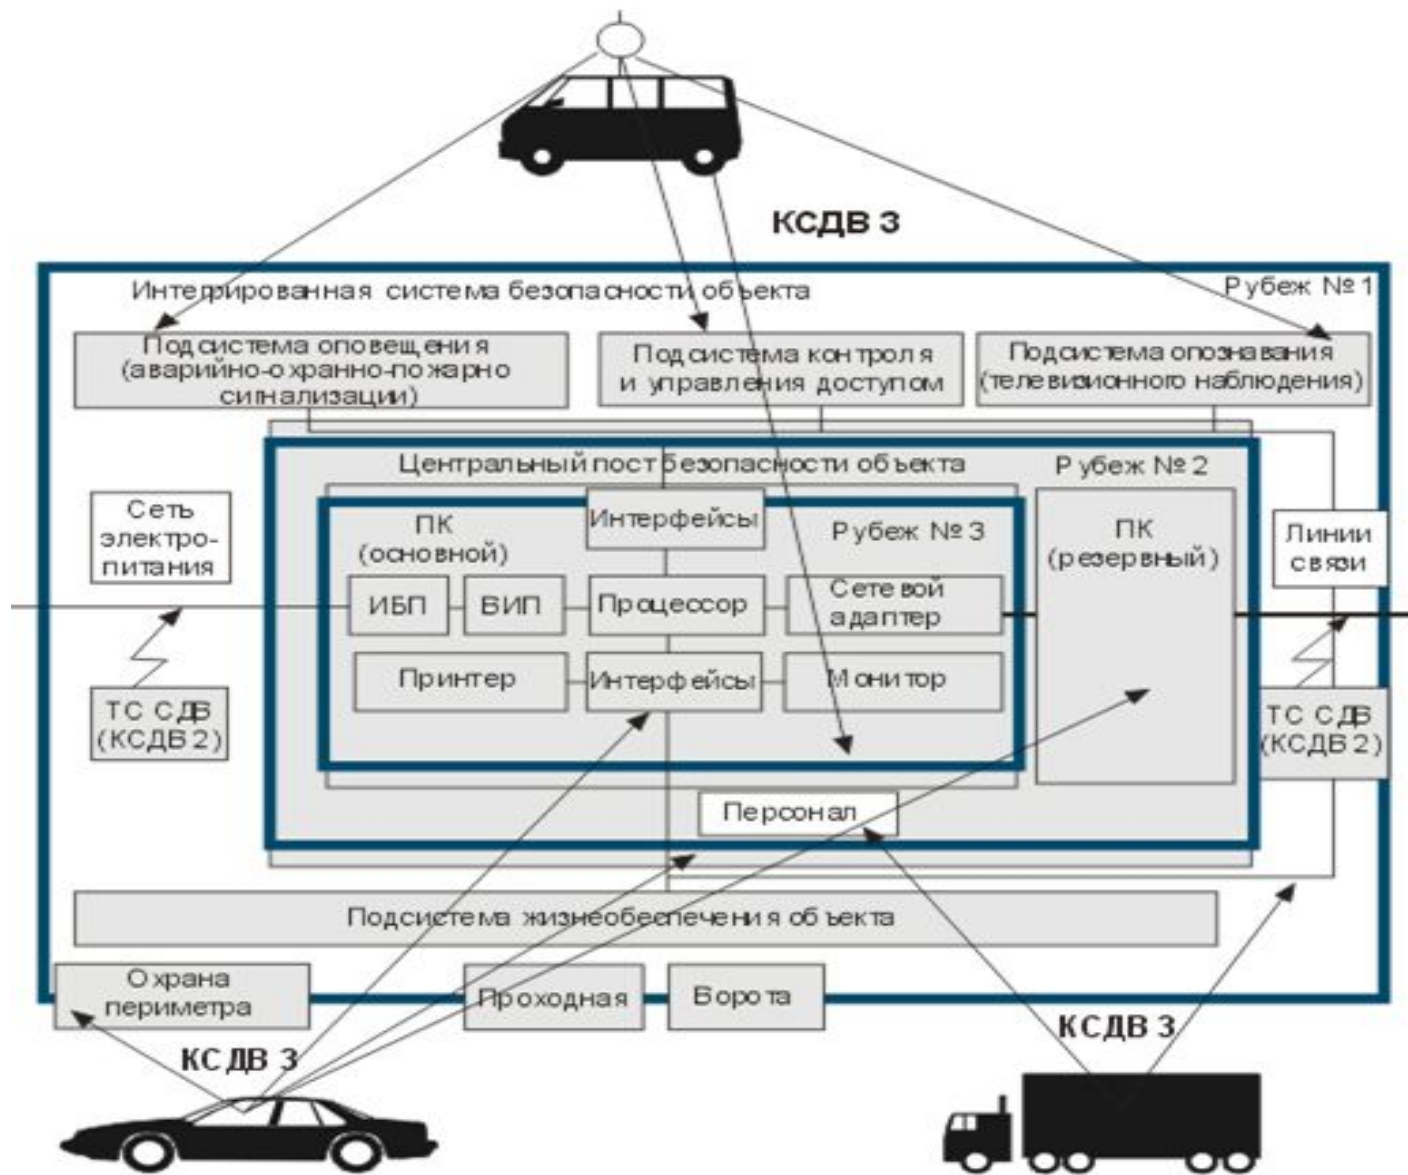 КСДВ 3
Интегрированная система безопасности объекта
Рубеж № 1
Подсистема оповещения
(аварийно-охранно-пожарно
сигнализации)
Подсистема контроля
и управления доступом
Подсистема опознавания
(телевизионного наблюдения)
Центральный пост безопасности объекта
Рубеж № 2
Сеть
электро-
питания
ПК
(основной)
Интерфейсы
Рубеж № 3
ПК
(резервный)
Линии
связи
ИБП
ВИП
Процессор
Сетевой
адаптер
Принтер
Интерфейсы
Монитор
ТС СДВ
(КСДВ 2)
ТС СДВ
(КСДВ 2)
Персонал
Подсистема жизнеобеспечения объекта
Охрана
периметра
Проходная
Ворота
КСДВ 3
КСДВ 3